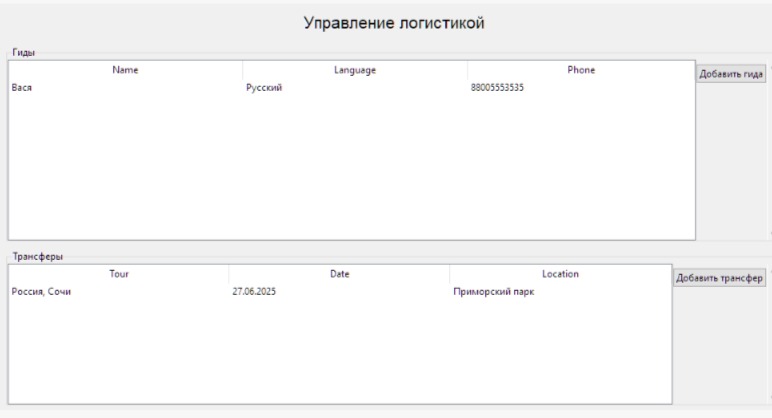 Управление логистикой
Гиды
Name Language Phone
Добавить гида
Вася Русский 88005553535
Трансферы
Tour Date Location
Добавить трансфер
Россия, Сочи 27.06.2025 Приморский парк